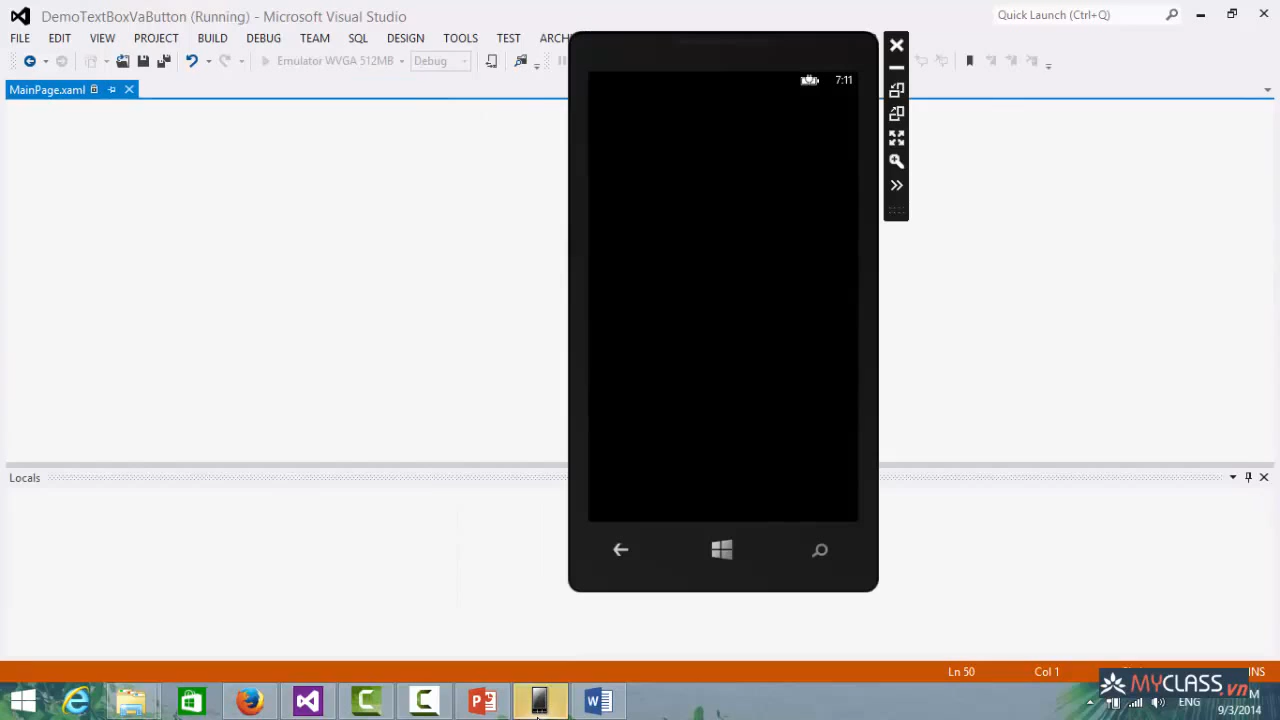 DemoTextBoxVaButton (Running) - Microsoft Visual Studio
Quick Launch (Ctrl+Q)
FILE EDIT VIEW PROJECT BUILD DEBUG TEAM SQL DESIGN TOOLS TEST
Emulator WVGA 512MB
Debug
MainPage.xaml
7:11
Locals
Ln 50
Col 1
INS
MYCLASS.vn
ENG
9/3/2014